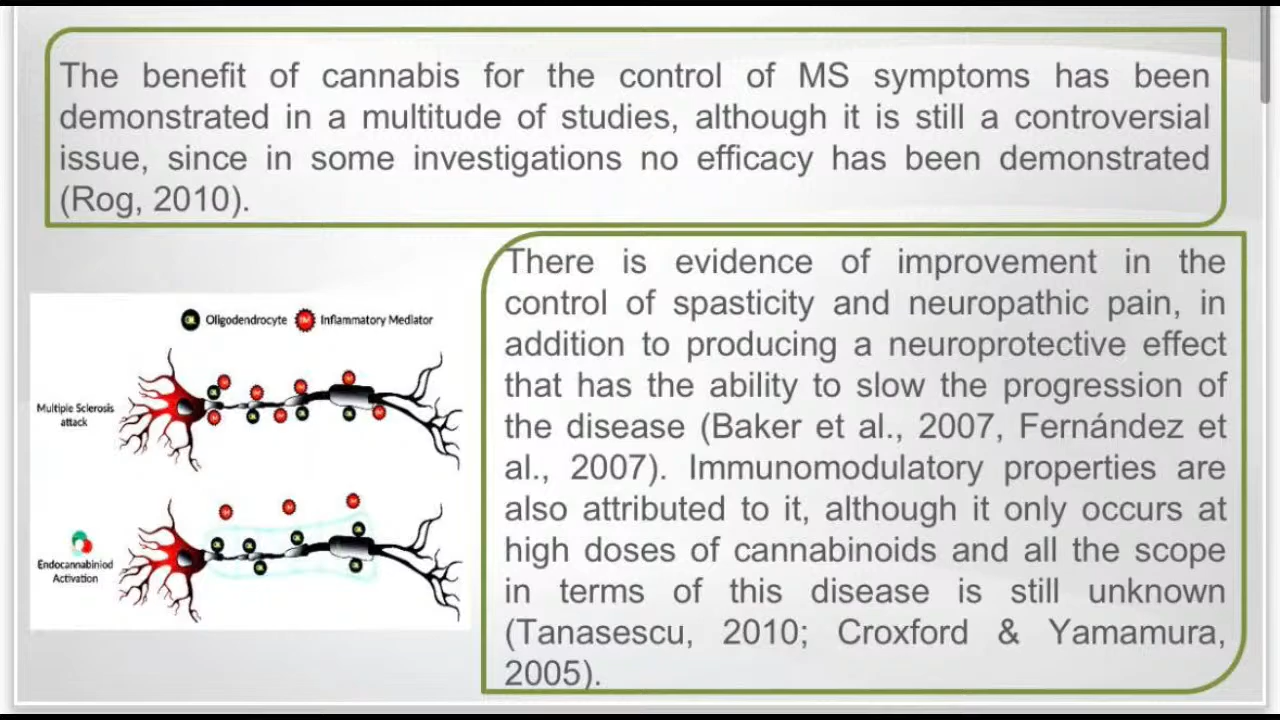 The benefit of cannabis for the control of MS symptoms has been
demonstrated in a multitude of studies, although it is still a controversial
issue, since in some investigations no efficacy has been demonstrated
(Rog, 2010).
There is evidence of improvement in the
control of spasticity and neuropathic pain, in
addition to producing a neuroprotective effect
that has the ability to slow the progression of
the disease (Baker et al., 2007, Fernández et
al., 2007). Immunomodulatory properties are
also attributed to it, although it only occurs at
high doses of cannabinoids and all the scope
in terms of this disease is still unknown
(Tanasescu, 2010; Croxford & Yamamura,
2005).
Oligodendrocyte
Inflammatory Mediator
Multiple Sclerosis
attack
Endocannabiniod
Activation